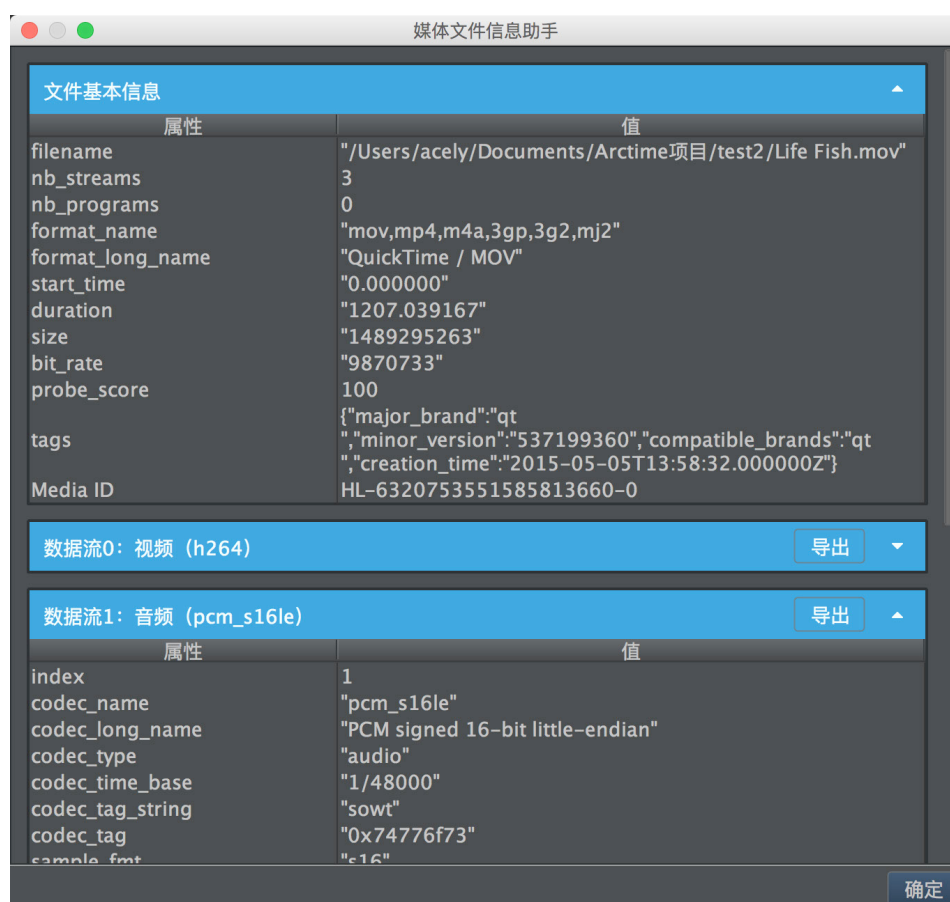 媒体文件信息助手
文件基本信息
属性 值
filename "/Users/acely/Documents/Arctime项目/test2/Life Fish.mov"
nb_streams 3
nb_programs 0
format_name "mov,mp4,m4a,3gp,3g2,mj2"
format_long_name "QuickTime / MOV"
start_time "0.000000"
duration "1207.039167"
size "1489295263"
bit_rate "9870733"
probe_score 100
tags {"major_brand":"qt
","minor_version":"537199360","compatible_brands":"qt
","creation_time":"2015-05-05T13:58:32.000000Z"}
Media ID HL-6320753551585813660-0
数据流0：视频（h264） 导出
数据流1：音频（pcm_s16le） 导出
属性 值
index 1
codec_name "pcm_s16le"
codec_long_name "PCM signed 16-bit little-endian"
codec_type "audio"
codec_time_base "1/48000"
codec_tag_string "sowt"
codec_tag "0x74776f73"
sample_fmt "s16"
确定